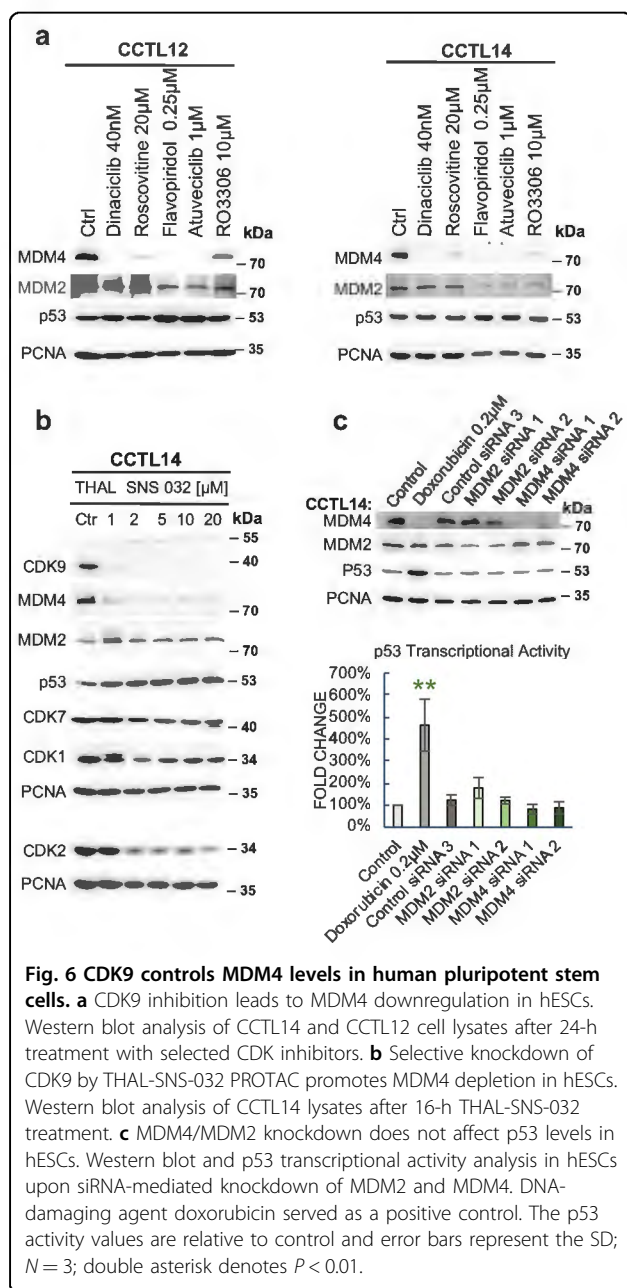 a
CCTL12
Ctrl
Dinaciclib 40nM
Roscovitine 20µM
Flavopiridol 0.25µM
Atuveciclib 1µM
RO3306 10µM
kDa
MDM4
70
MDM2
70
p53
53
PCNA
35
CCTL14
Ctrl
Dinaciclib 40nM
Roscovitine 20µM
Flavopiridol 0.25µM
Atuveciclib 1µM
RO3306 10µM
kDa
MDM4
70
MDM2
70
p53
53
PCNA
35
b
CCTL14
THAL SNS 032 [µM]
Ctr 1 2 5 10 20 kDa
55
CDK9
40
MDM4
70
MDM2
70
p53
53
CDK7
40
CDK1
34
PCNA
35
CDK2
34
PCNA
35
c
Control
Doxorubicin 0.2µM
Control siRNA 3
MDM2 siRNA 1
MDM2 siRNA 2
MDM4 siRNA 1
MDM4 siRNA 2
CCTL14:
kDa
MDM4
70
MDM2
P53
53
PCNA
35
p53 Transcriptional Activity
FOLD CHANGE
700%
600%
500%
400%
300%
200%
100%
0%
**
Control
Doxorubicin 0.2µM
Control siRNA 3
MDM2 siRNA 1
MDM2 siRNA 2
MDM4 siRNA 1
MDM4 siRNA 2
Fig. 6 CDK9 controls MDM4 levels in human pluripotent stem
cells. a CDK9 inhibition leads to MDM4 downregulation in hESCs.
Western blot analysis of CCTL14 and CCTL12 cell lysates after 24-h
treatment with selected CDK inhibitors. b Selective knockdown of
CDK9 by THAL-SNS-032 PROTAC promotes MDM4 depletion in hESCs.
Western blot analysis of CCTL14 lysates after 16-h THAL-SNS-032
treatment. c MDM4/MDM2 knockdown does not affect p53 levels in
hESCs. Western blot and p53 transcriptional activity analysis in hESCs
upon siRNA-mediated knockdown of MDM2 and MDM4. DNA-
damaging agent doxorubicin served as a positive control. The p53
activity values are relative to control and error bars represent the SD;
N = 3; double asterisk denotes P < 0.01.